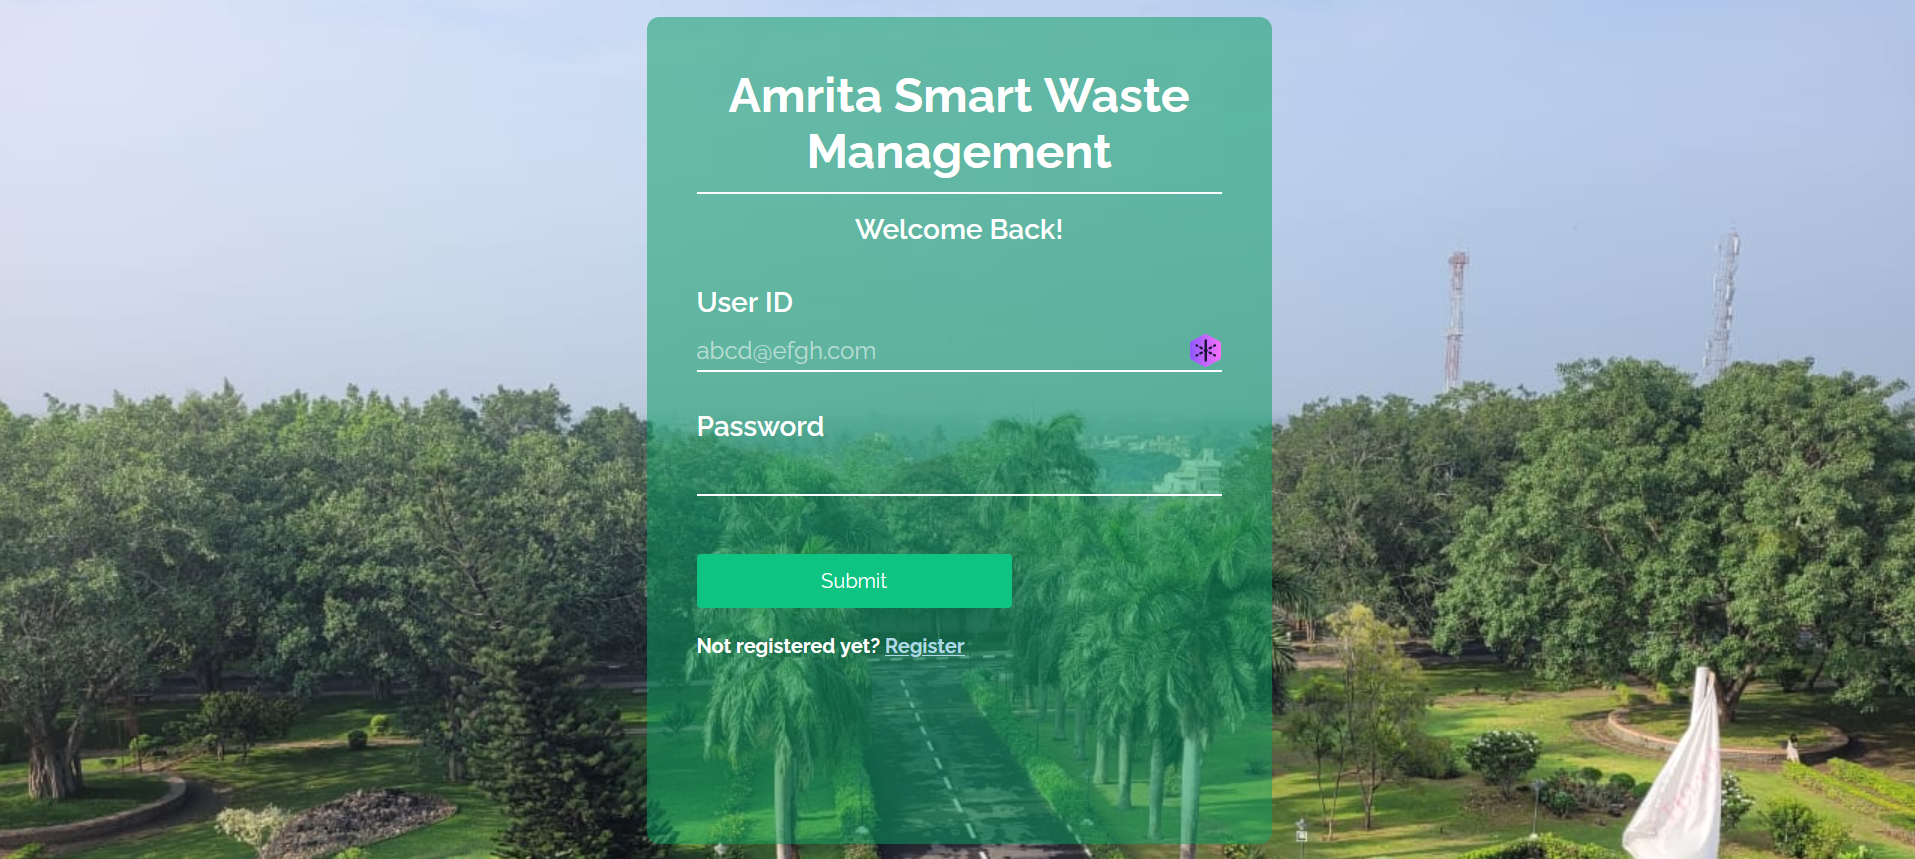 Amrita Smart Waste
Management
Welcome Back!
User ID
abcd@efgh.com
Password
Submit
Not registered yet? Register